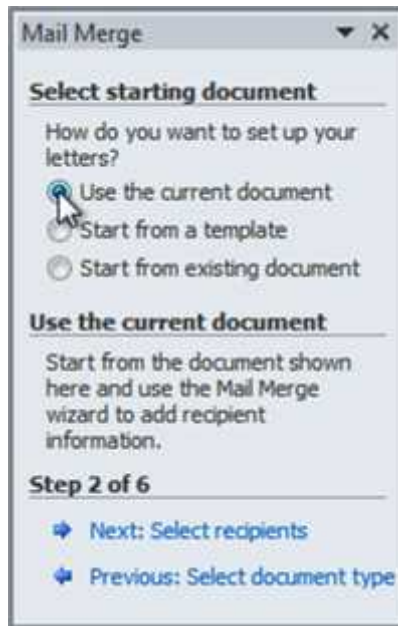 Mail Merge
Select starting document
How do you want to set up your
letters?
Use the current document
Start from a template
Start from existing document
Use the current document
Start from the document shown
here and use the Mail Merge
wizard to add recipient
information.
Step 2 of 6
Next: Select recipients
Previous: Select document type